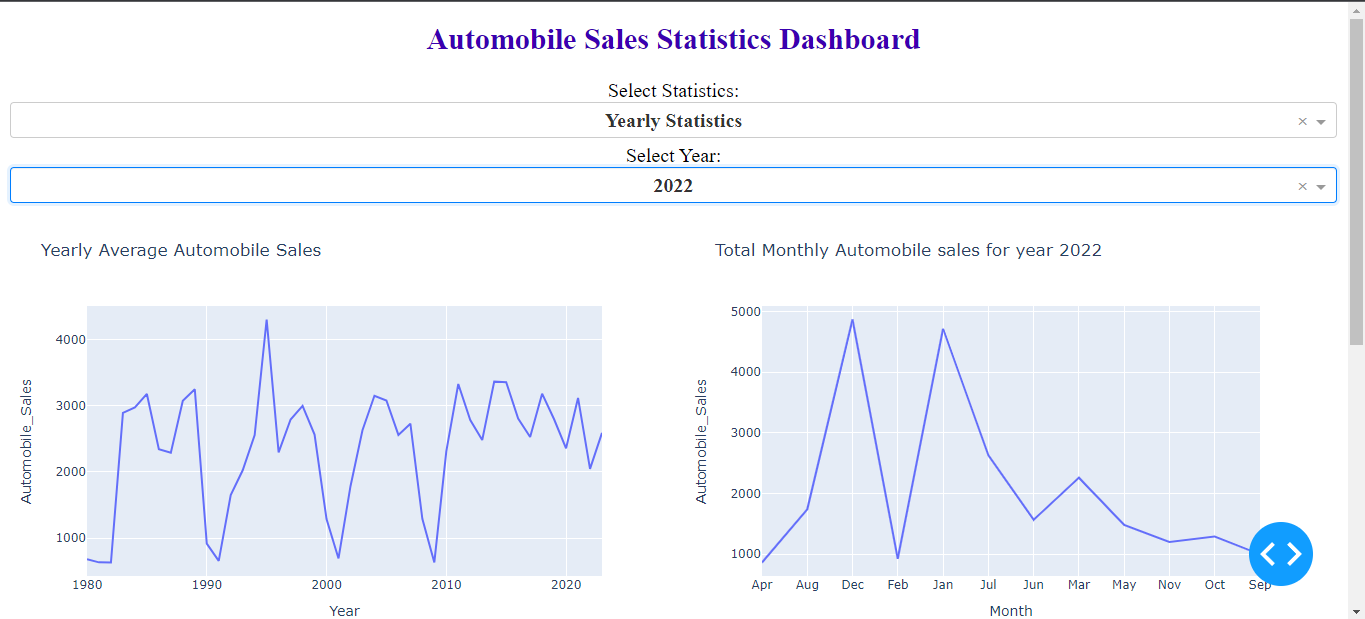 Automobile Sales Statistics Dashboard
Select Statistics:
Yearly Statistics
×
Select Year:
2022
×
Yearly Average Automobile Sales
Automobile_Sales
4000
3000
2000
1000
1980 1990 2000 2010 2020
Year
Total Monthly Automobile sales for year 2022
Automobile_Sales
5000
4000
3000
2000
1000
Apr Aug Dec Feb Jan Jul Jun Mar May Nov Oct Sep
Month